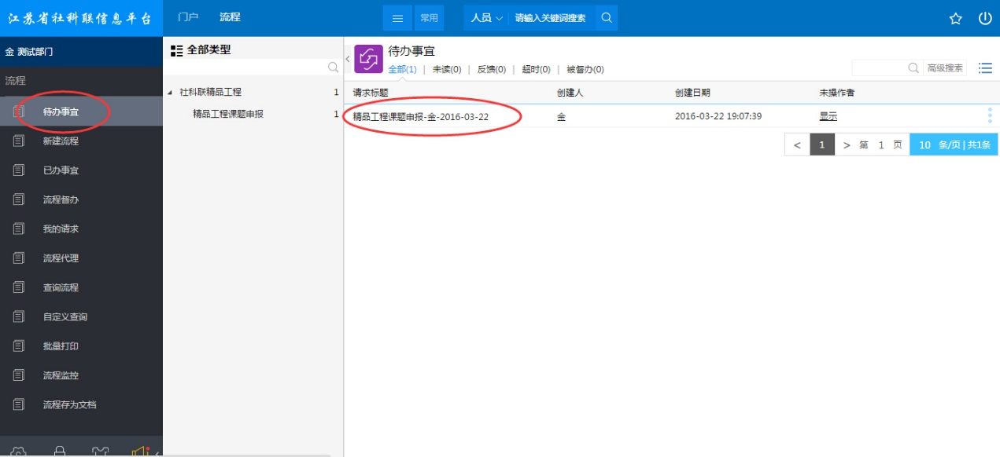 江苏省社科联信息平台
门户 流程
常用
人员 请输入关键词搜索
金 测试部门
流程
待办事宜
新建流程
已办事宜
流程督办
我的请求
流程代理
查询流程
自定义查询
批量打印
流程监控
流程存为文档
全部类型
社科联精品工程 1
精品工程课题申报 1
待办事宜
全部(1) | 未读(0) | 反馈(0) | 超时(0) | 被督办(0)
高级搜索
请求标题 创建人 创建日期 未操作者
精品工程课题申报-金-2016-03-22 金 2016-03-22 19:07:39 显示
< 1 > 第 1 页 10 条/页 | 共1条